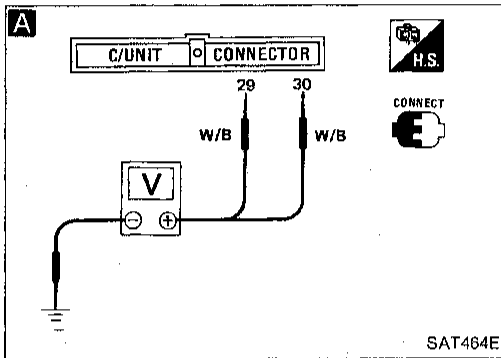 A
C/UNIT CONNECTOR
H.S.
29 30
CONNECT
W/B W/B
V
− +
SAT464E